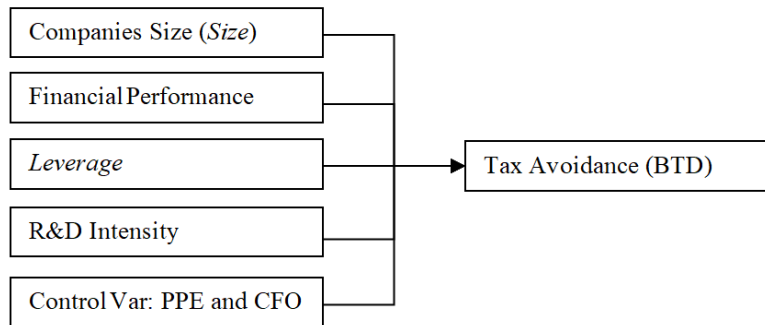 Companies Size (Size)
Financial Performance
Leverage
Tax Avoidance (BTD)
R&D Intensity
Control Var: PPE and CFO